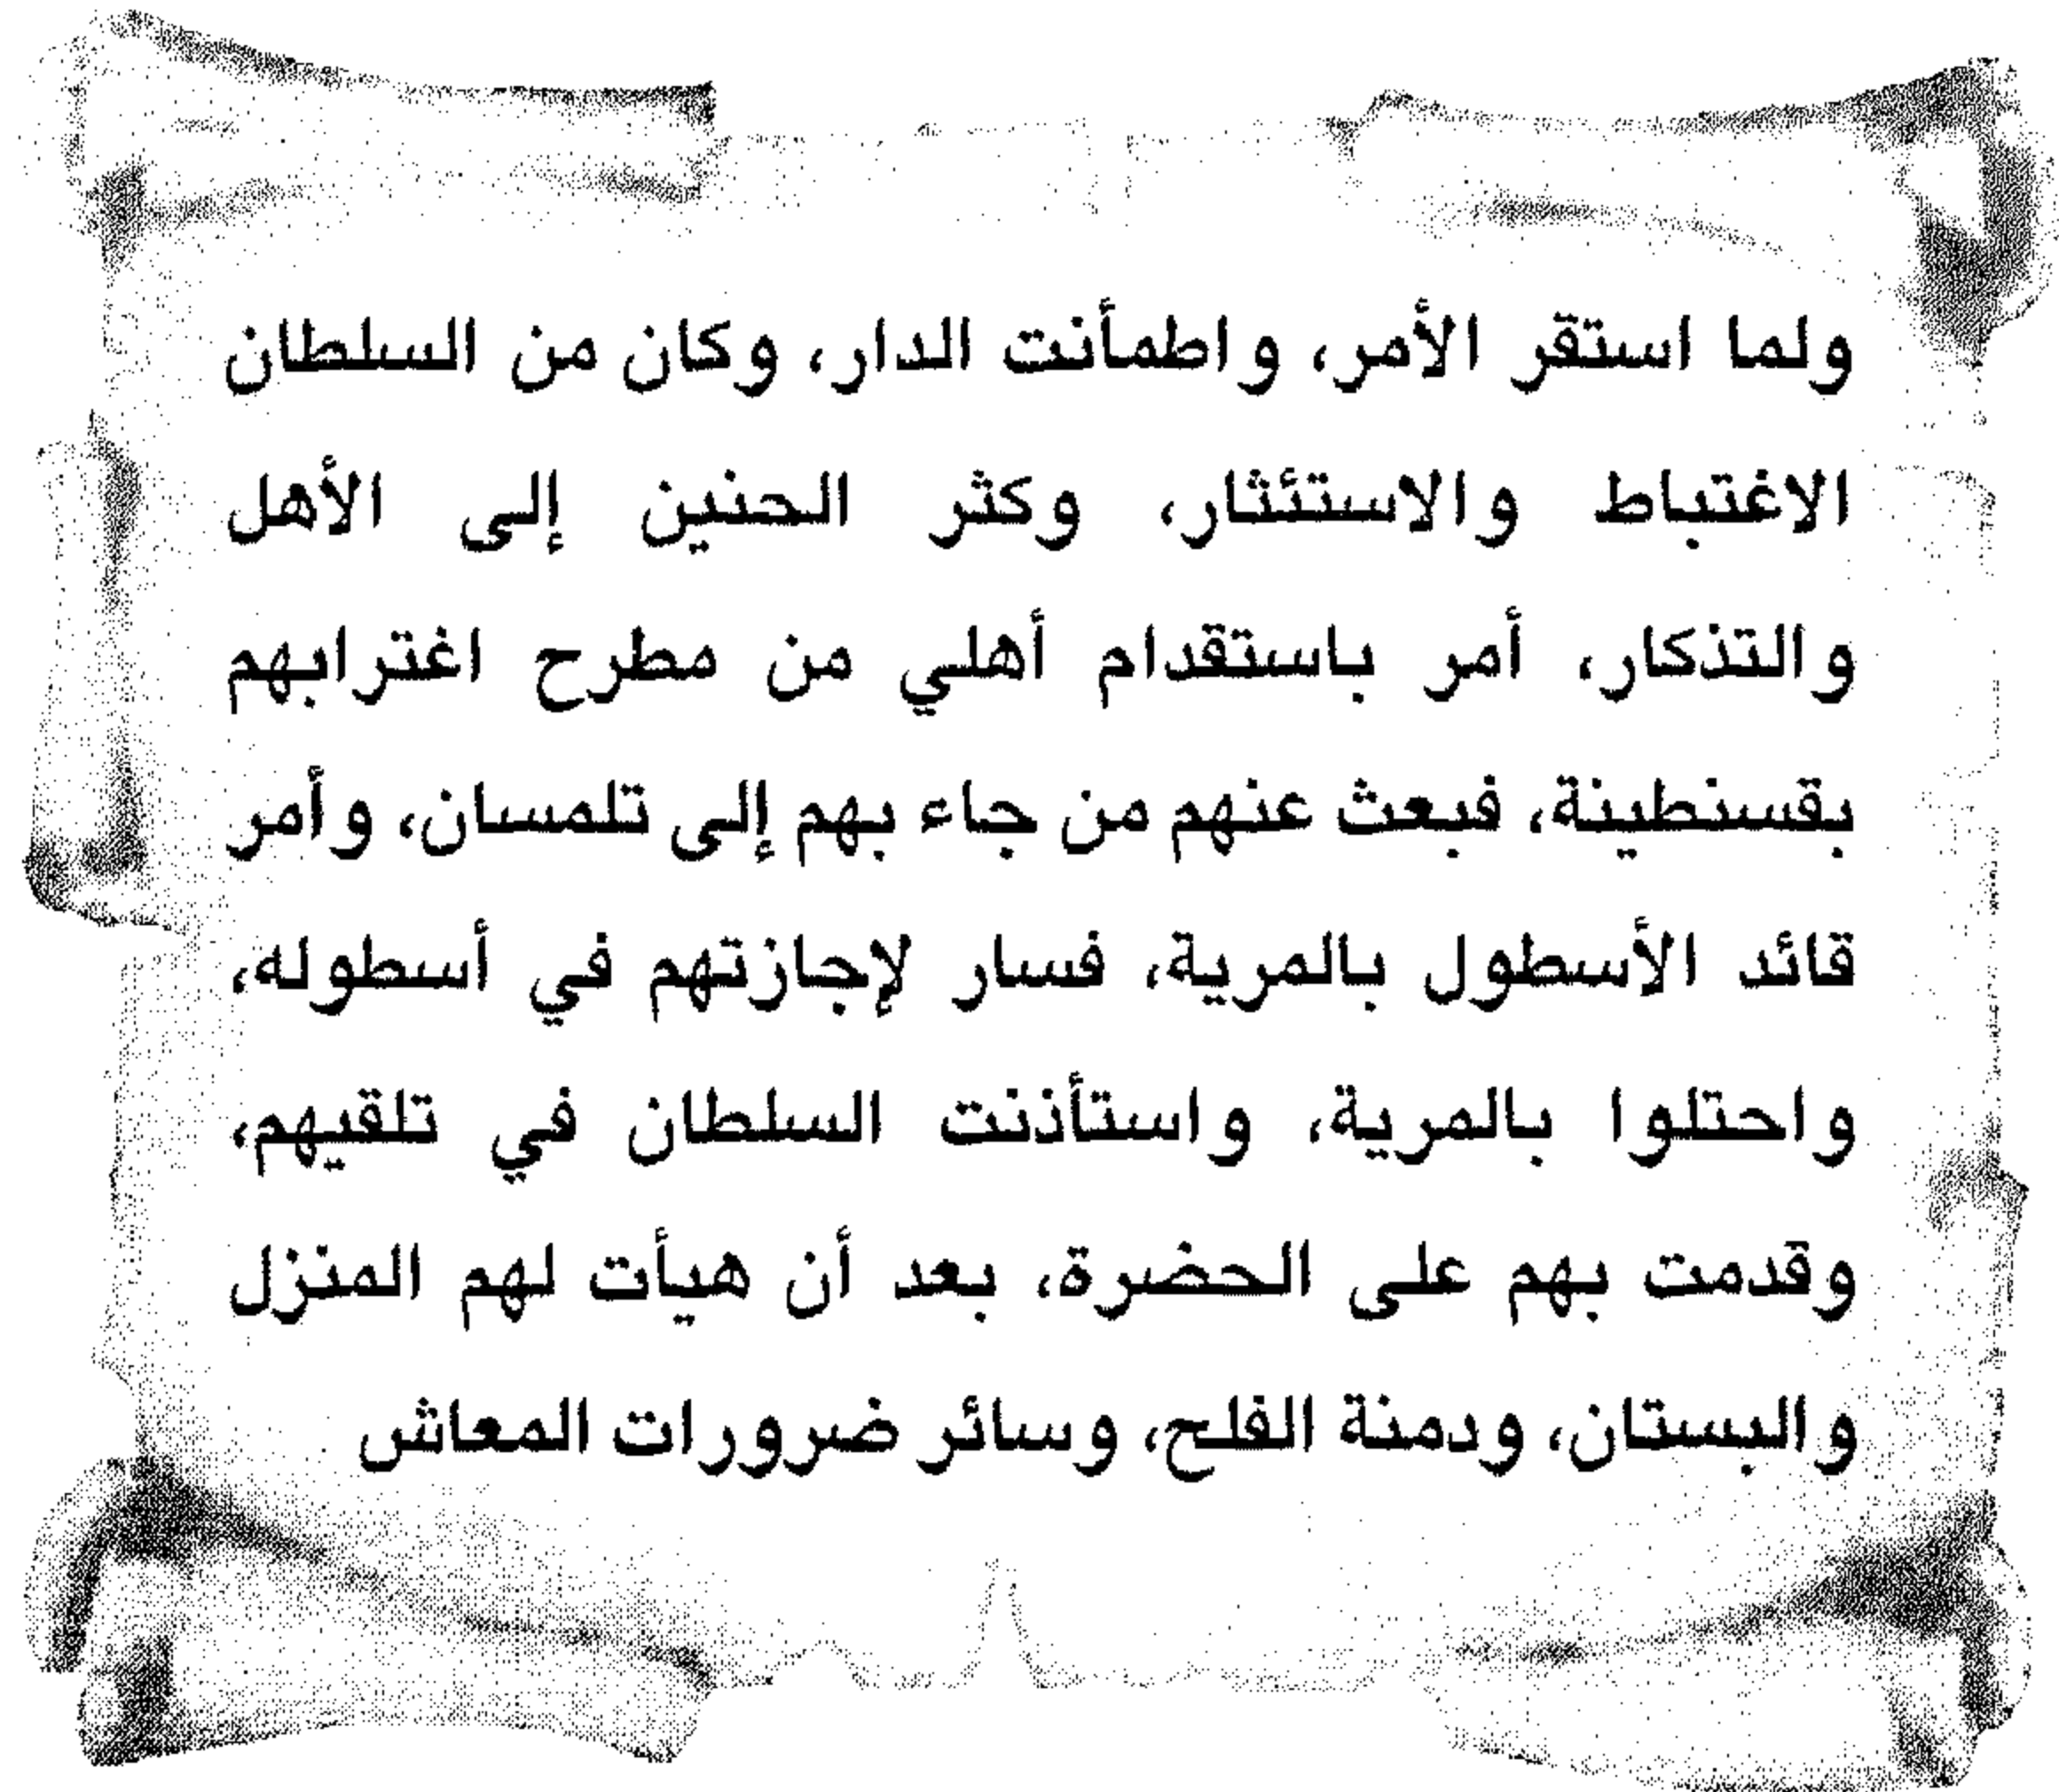 ولما استقر الأمر، واطمأنت الدار، وكان من السلطان
الاغتباط والاستئثار، وكثر الحنين إلى الأهل
والتذكار، أمر باستقدام أهلي من مطرح اغترابهم
بقسنطينة، فبعث عنهم من جاء بهم إلى تلمسان، وأمر
قائد الأسطول بالمرية، فسار لإجازتهم في أسطوله،
واحتلوا بالمرية، واستأذنت السلطان في تلقيهم،
وقدمت بهم على الحضرة، بعد أن هيأت لهم المنزل
والبستان، ودمنة الفلح، وسائر ضرورات المعاش